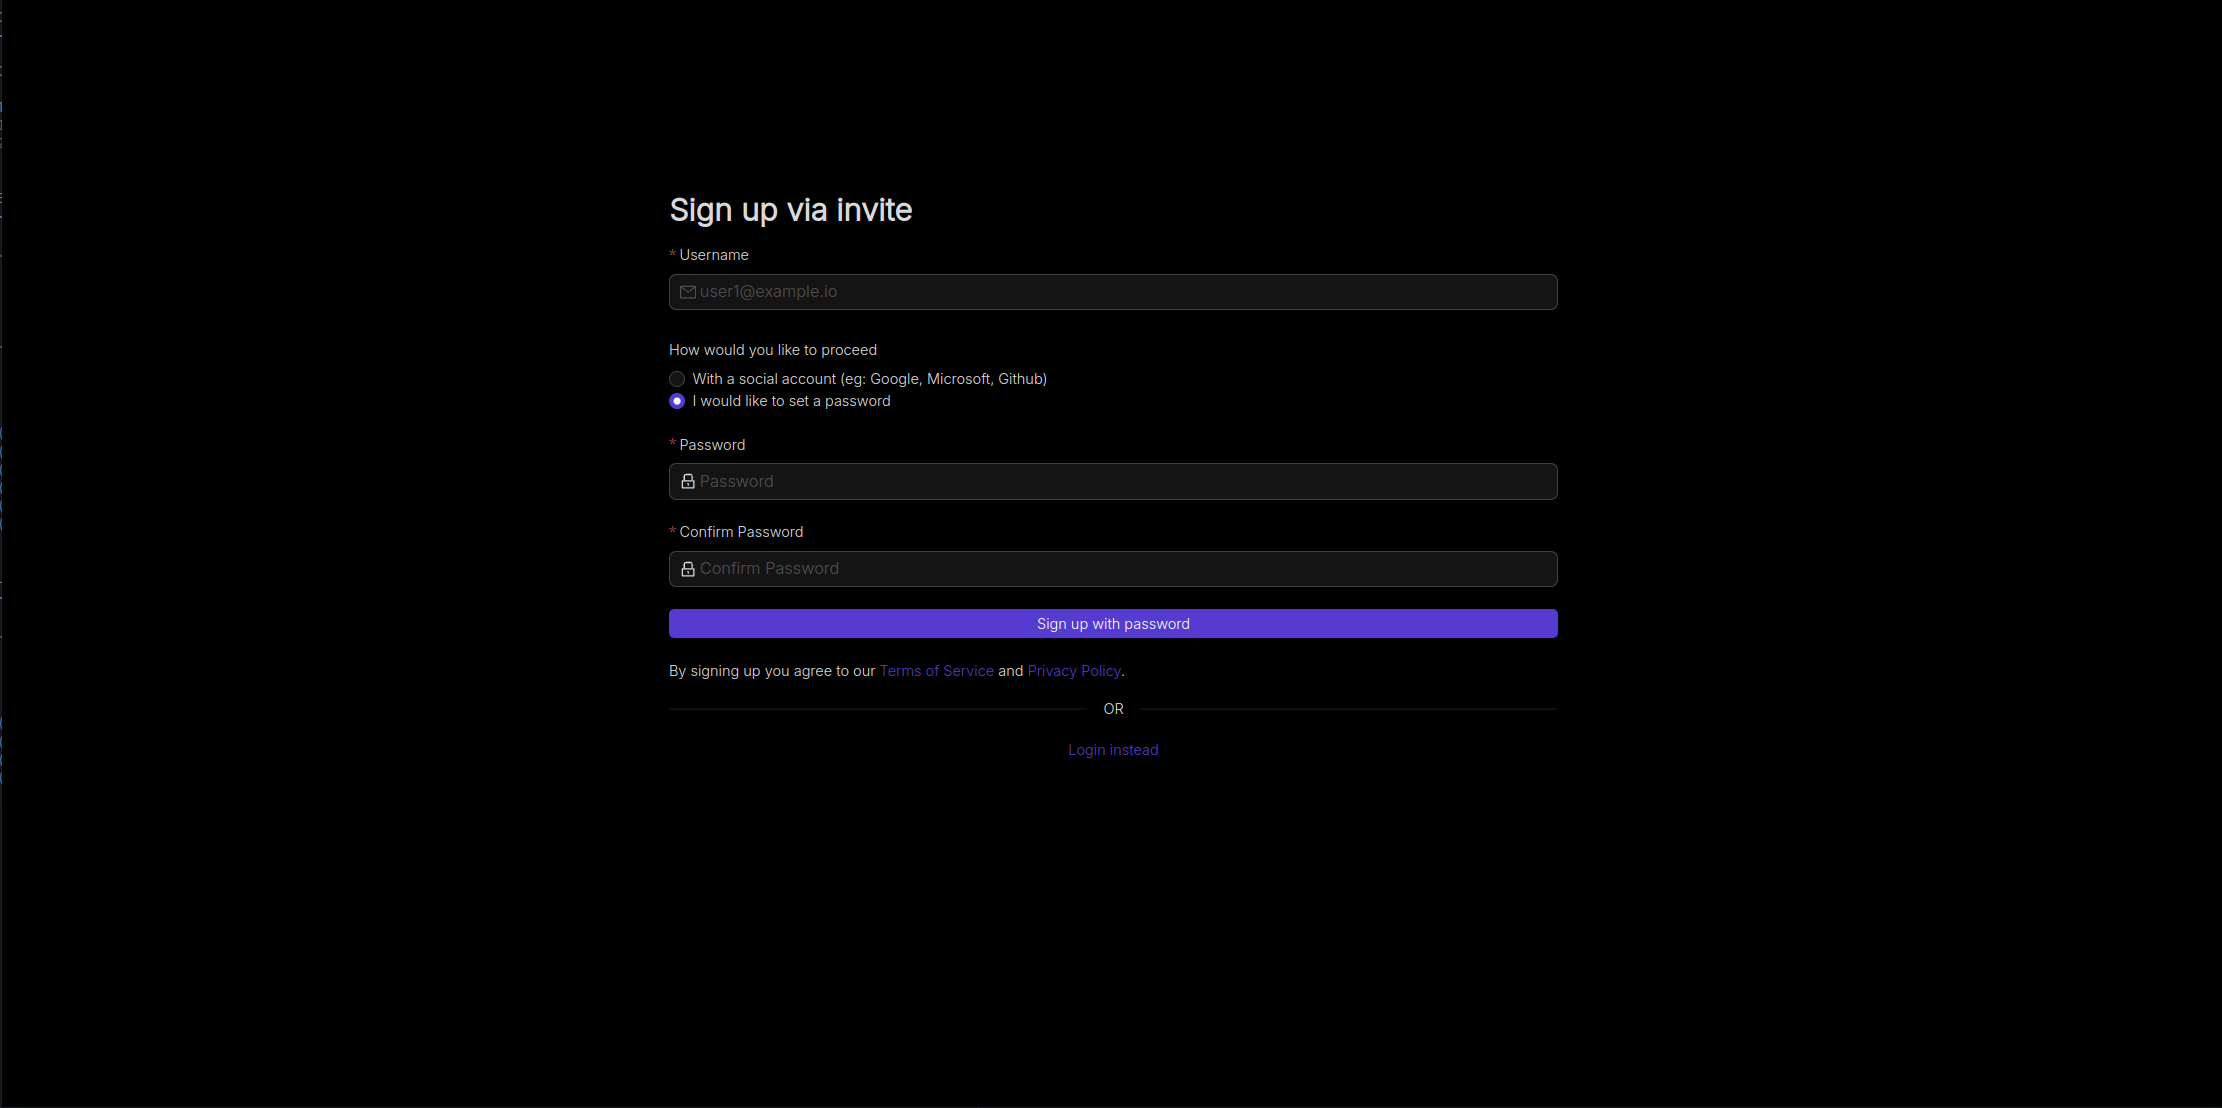 Sign up via invite
* Username
user1@example.io
How would you like to proceed
With a social account (eg: Google, Microsoft, Github)
I would like to set a password
* Password
Password
* Confirm Password
Confirm Password
Sign up with password
By signing up you agree to our Terms of Service and Privacy Policy.
OR
Login instead